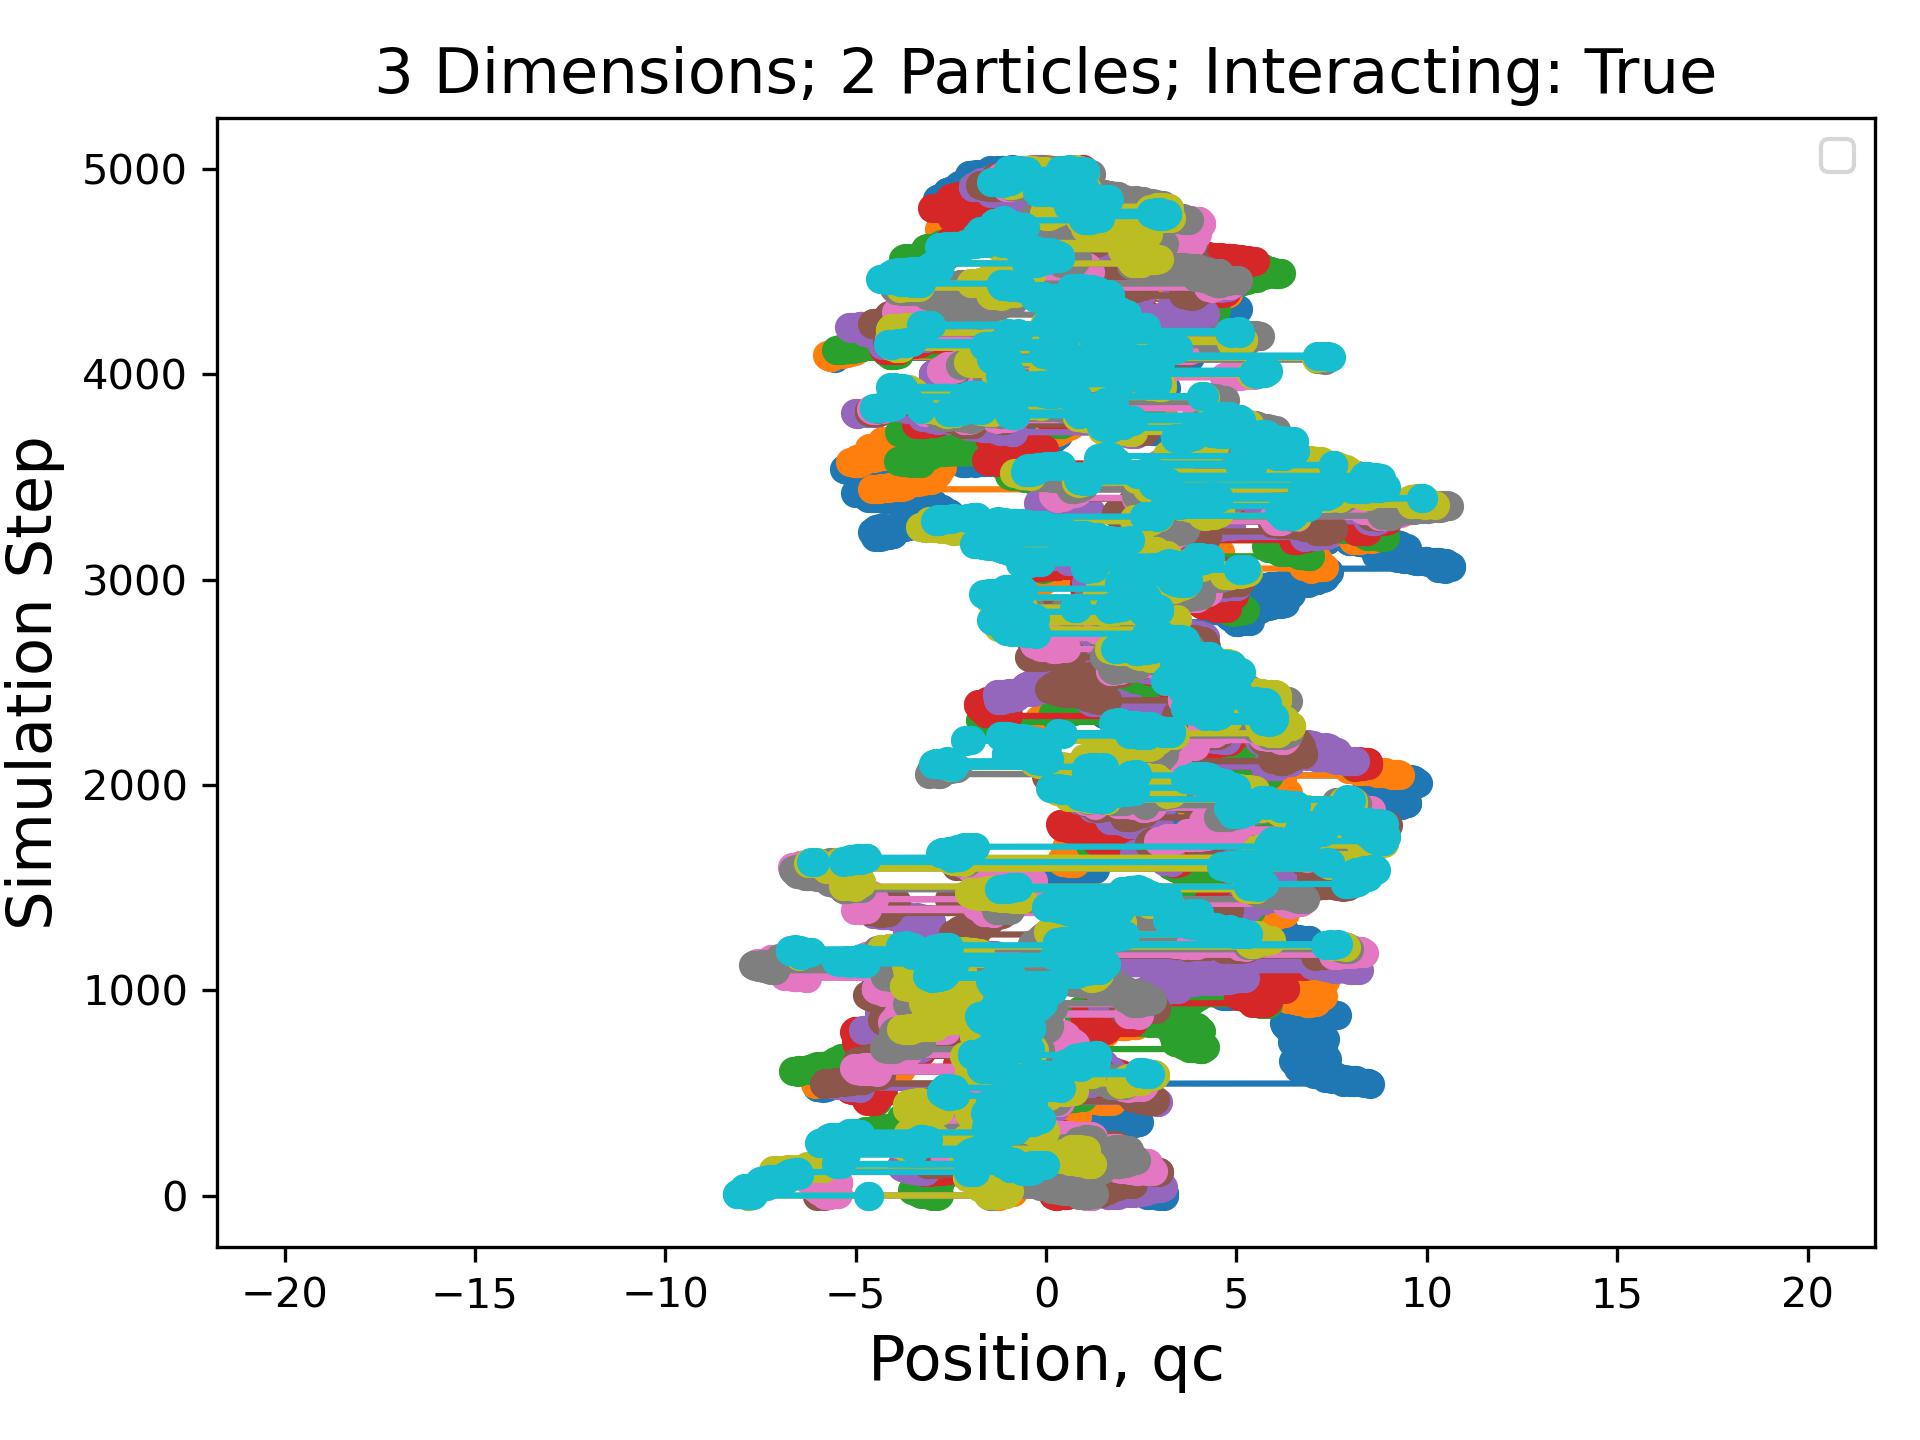 3 Dimensions; 2 Particles; Interacting: True
5000
4000
3000
2000
1000
0
Simulation Step
−20 −15 −10 −5 0 5 10 15 20
Position, qc